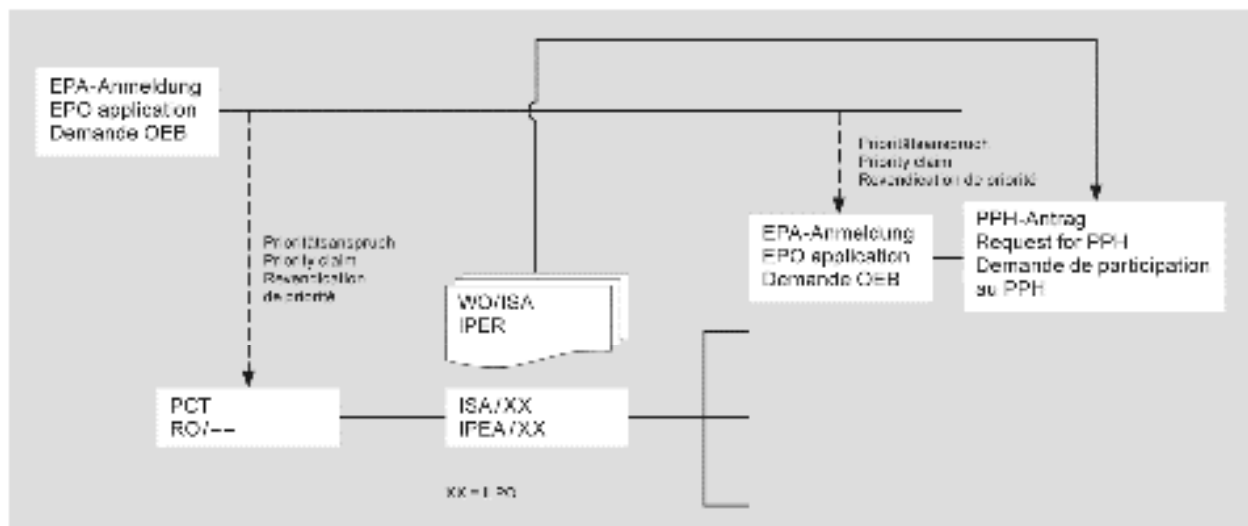 EPA-Anmeldung
EPO application
Demande OEB
Prioritätsanspruch
Priority claim
Revendication de priorité
EPA-Anmeldung
EPO application
Demande OEB
PPH-Antrag
Request for PPH
Demande de participation
au PPH
Prioritätsanspruch
Priority claim
Revendication
de priorité
WO/ISA
IPER
PCT
RO/--
ISA/XX
IPEA/XX
XX =